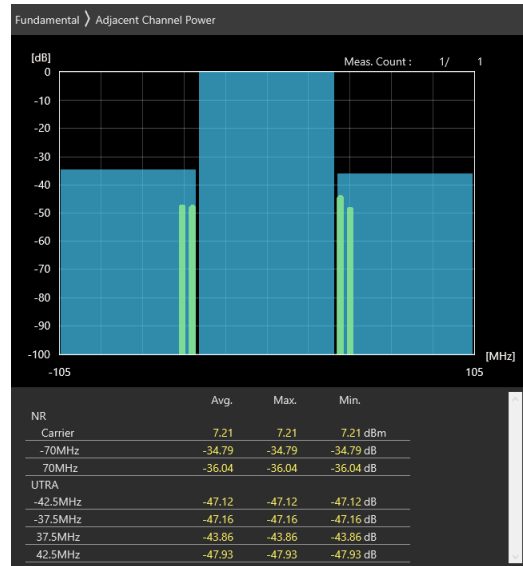 Fundamental 〉 Adjacent Channel Power
[dB]
Meas. Count : 1/ 1
0
-10
-20
-30
-40
-50
-60
-70
-80
-90
-100
[MHz]
-105 105
Avg. Max. Min.
NR
Carrier 7.21 7.21 7.21 dBm
-70MHz -34.79 -34.79 -34.79 dB
70MHz -36.04 -36.04 -36.04 dB
UTRA
-42.5MHz -47.12 -47.12 -47.12 dB
-37.5MHz -47.16 -47.16 -47.16 dB
37.5MHz -43.86 -43.86 -43.86 dB
42.5MHz -47.93 -47.93 -47.93 dB